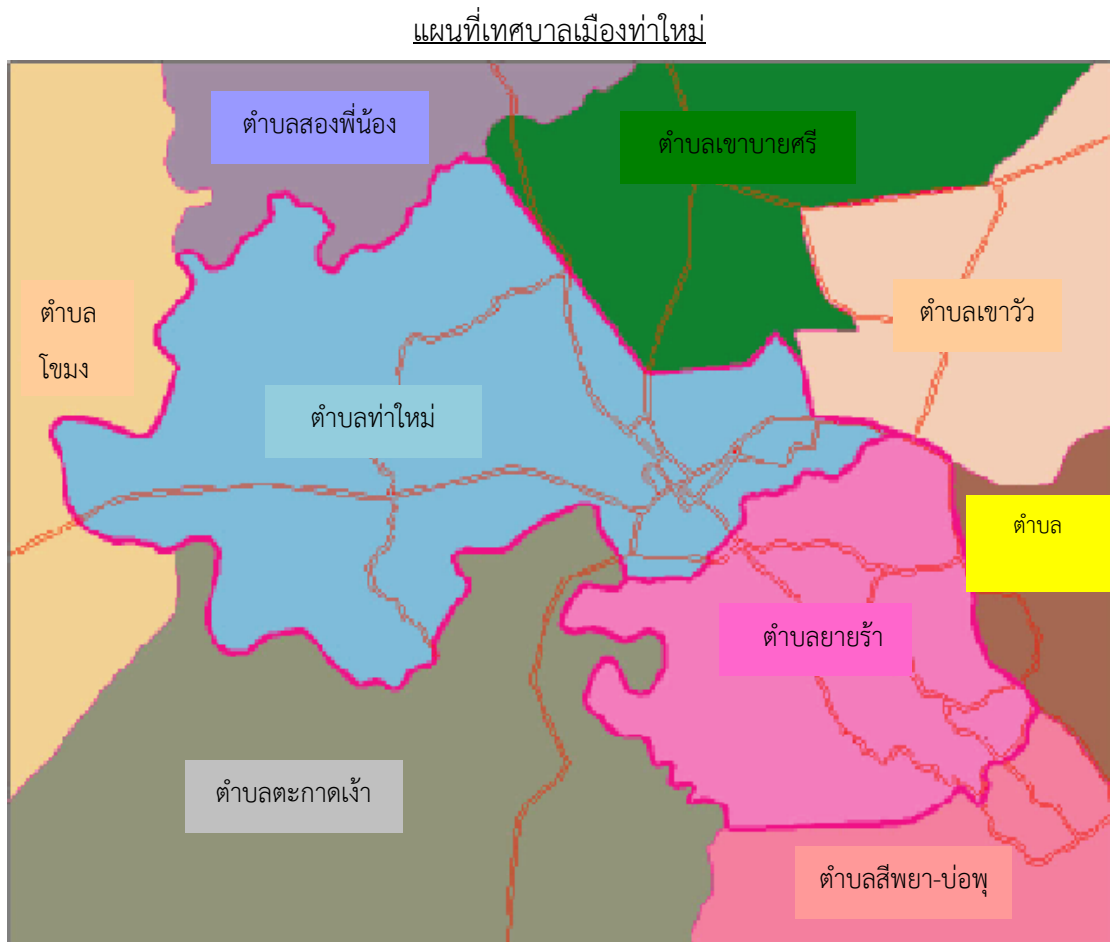 แผนที่เทศบาลเมืองท่าใหม่
ตำบลสองพี่น้อง
ตำบลเขาบายศรี
ตำบล
โขมง
ตำบลเขาวัว
ตำบลท่าใหม่
ตำบล
ตำบลยายร้า
ตำบลตะกาดเง้า
ตำบลสีพยา-บ่อพุ